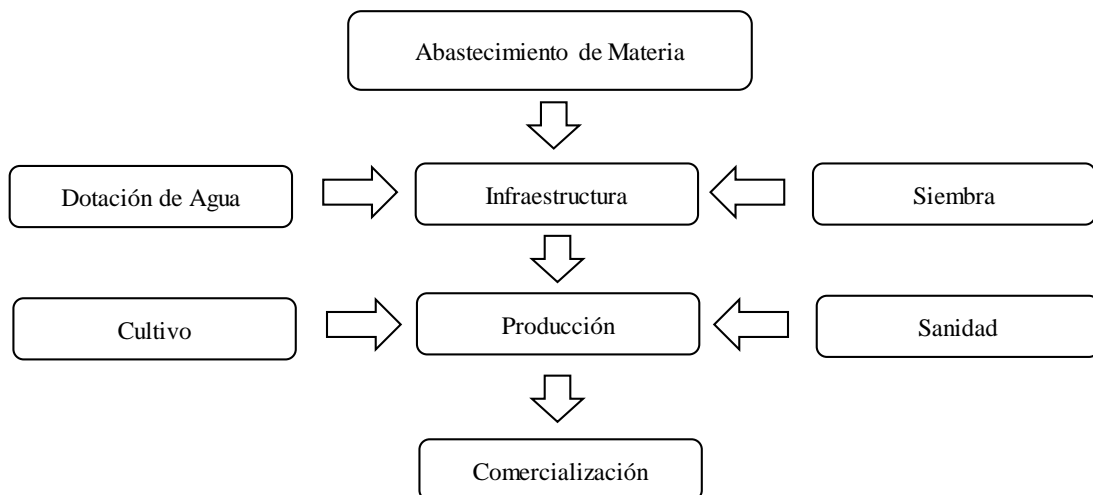 Abastecimiento de Materia
Dotación de Agua
Infraestructura
Siembra
Cultivo
Producción
Sanidad
Comercialización